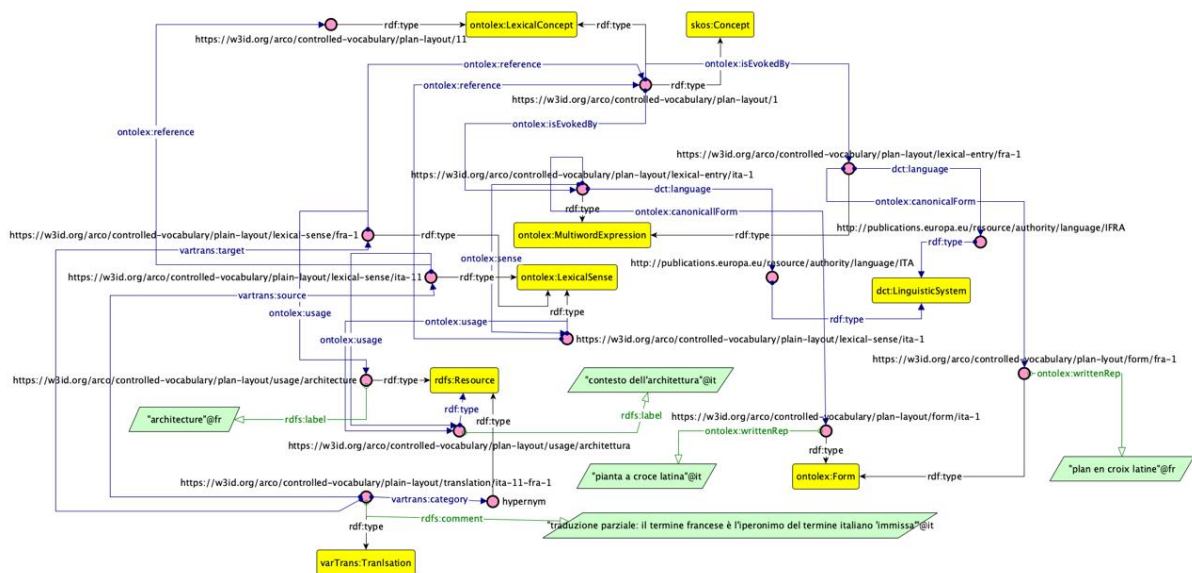 rdf:type
ontolex:LexicalConcept
rdf:type
skos:Concept
https://w3id.org/arco/controlled-vocabulary/plan-layout/11
ontolex:reference
ontolex:isEvokedBy
rdf:type
ontolex:reference
rdf:type
https://w3id.org/arco/controlled-vocabulary/plan-layout/1
ontolex:isEvokedBy
ontolex:reference
https://w3id.org/arco/controlled-vocabulary/plan-layout/lexical-entry/fra-1
https://w3id.org/arco/controlled-vocabulary/plan-layout/lexical-entry/ita-1
dct:language
dct:language
rdf:type
ontolex:canonicalForm
ontolex:canonicallForm
http://publications.europa.eu/resource/authority/language/IFRA
https://w3id.org/arco/controlled-vocabulary/plain-layout/lexical-sense/fra-1
rdf:type
ontolex:MultiwordExpression
rdf:type
vartrans:target
ontolex:sense
rdf:type
http://publications.europa.eu/resource/authority/language/ITA
https://w3id.org/arco/controlled-vocabulary/plain-layout/lexical-sense/ita-11
rdf:type
ontolex:LexicalSense
dct:LinguisticSystem
vartrans:source
rdf:type
ontolex:usage
ontolex:usage
rdf:type
ontolex:usage
https://w3id.org/arco/controlled-vocabulary/plan-layout/lexical-sense/ita-1
https://w3id.org/arco/controlled-vocabulary/plan-lyout/form/fra-1
https://w3id.org/arco/controlled-vocabulary/plan-layout/usage/architecture
rdf:type
rdfs:Resource
"contesto dell'architettura"@it
ontolex:writtenRep
"architecture"@fr
rdfs:label
rdf:type
rdfs:label
https://w3id.org/arco/controlled-vocabulary/plan-layout/form/ita-1
ontolex:writtenRep
https://w3id.org/arco/controlled-vocabulary/plan-layout/usage/architettura
rdf:type
"pianta a croce latina"@it
ontolex:Form
rdf:type
"plan en croix latine"@fr
https://w3id.org/arco/controlled-vocabulary/plain-layout/translation/ita-11-fra-1
rdf:type
vartrans:category
hypernym
rdfs:comment
"traduzione parziale: il termine francese è l'iperonimo del termine italiano 'immissa'"@it
rdf:type
varTrans:Tranlsation